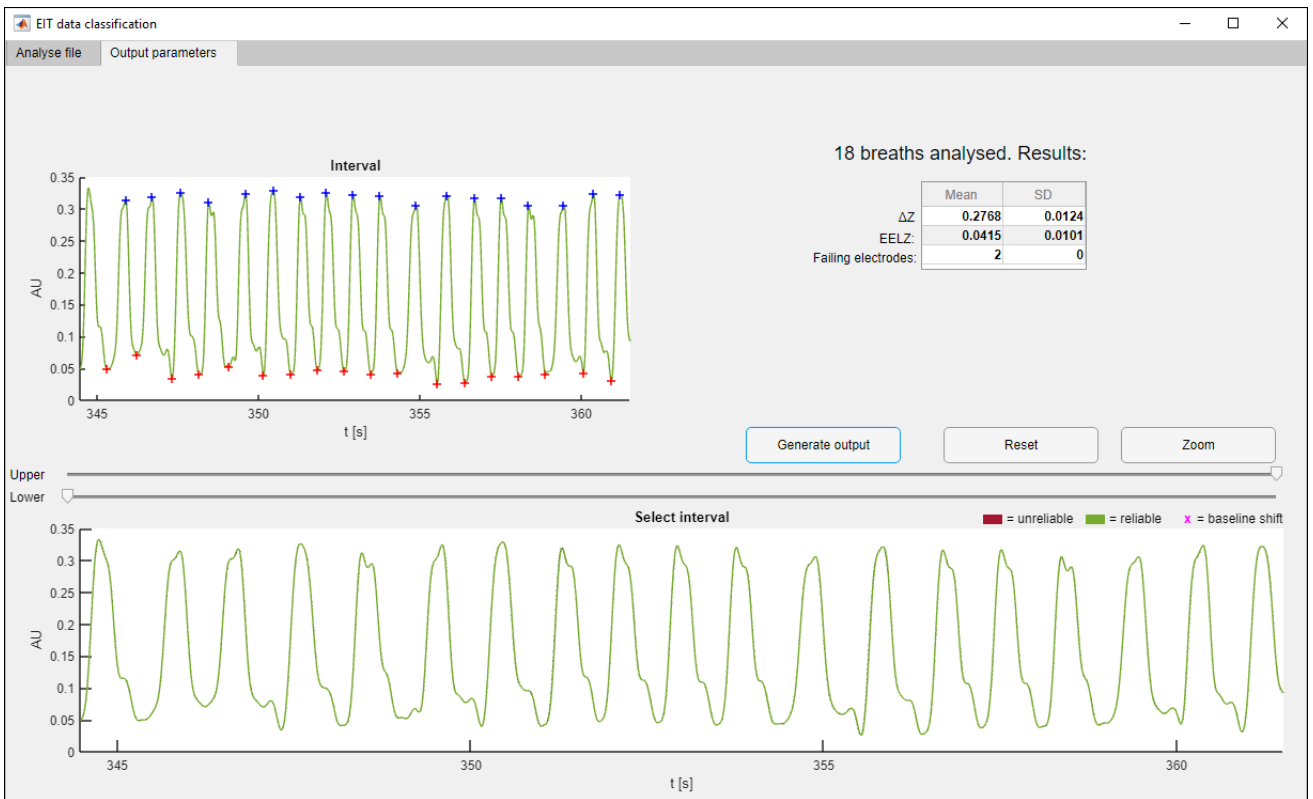 EIT data classification
Analyse file Output parameters
18 breaths analysed. Results:
Interval
Mean SD
ΔZ 0.2768 0.0124
EELZ: 0.0415 0.0101
Failing electrodes: 2 0
0.35
0.3
0.25
0.2
0.15
0.1
0.05
0
AU
345 350 355 360
t [s]
Generate output Reset Zoom
Upper
Lower
Select interval
= unreliable = reliable x = baseline shift
0.35
0.3
0.25
0.2
0.15
0.1
0.05
0
AU
345 350 355 360
t [s]